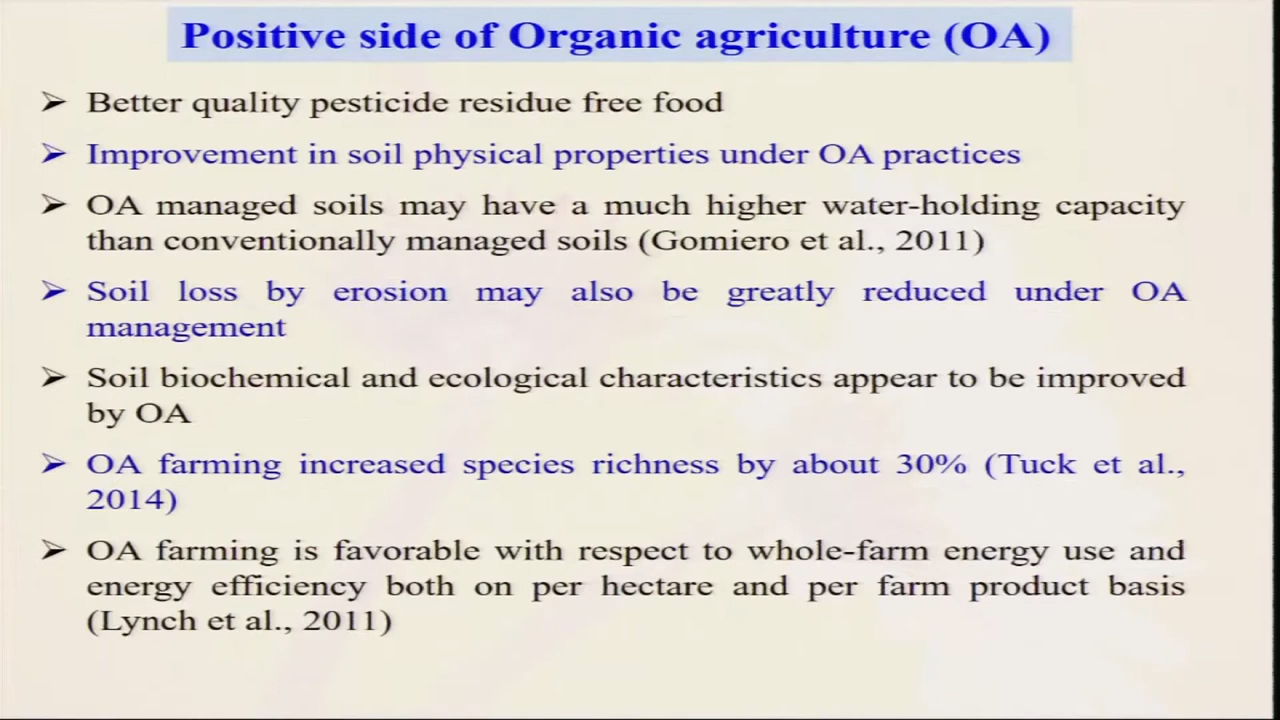 Positive side of Organic agriculture (OA)
➢ Better quality pesticide residue free food
➢ Improvement in soil physical properties under OA practices
➢ OA managed soils may have a much higher water-holding capacity
than conventionally managed soils (Gomiero et al., 2011)
➢ Soil loss by erosion may also be greatly reduced under OA
management
➢ Soil biochemical and ecological characteristics appear to be improved
by OA
➢ OA farming increased species richness by about 30% (Tuck et al.,
2014)
➢ OA farming is favorable with respect to whole-farm energy use and
energy efficiency both on per hectare and per farm product basis
(Lynch et al., 2011)